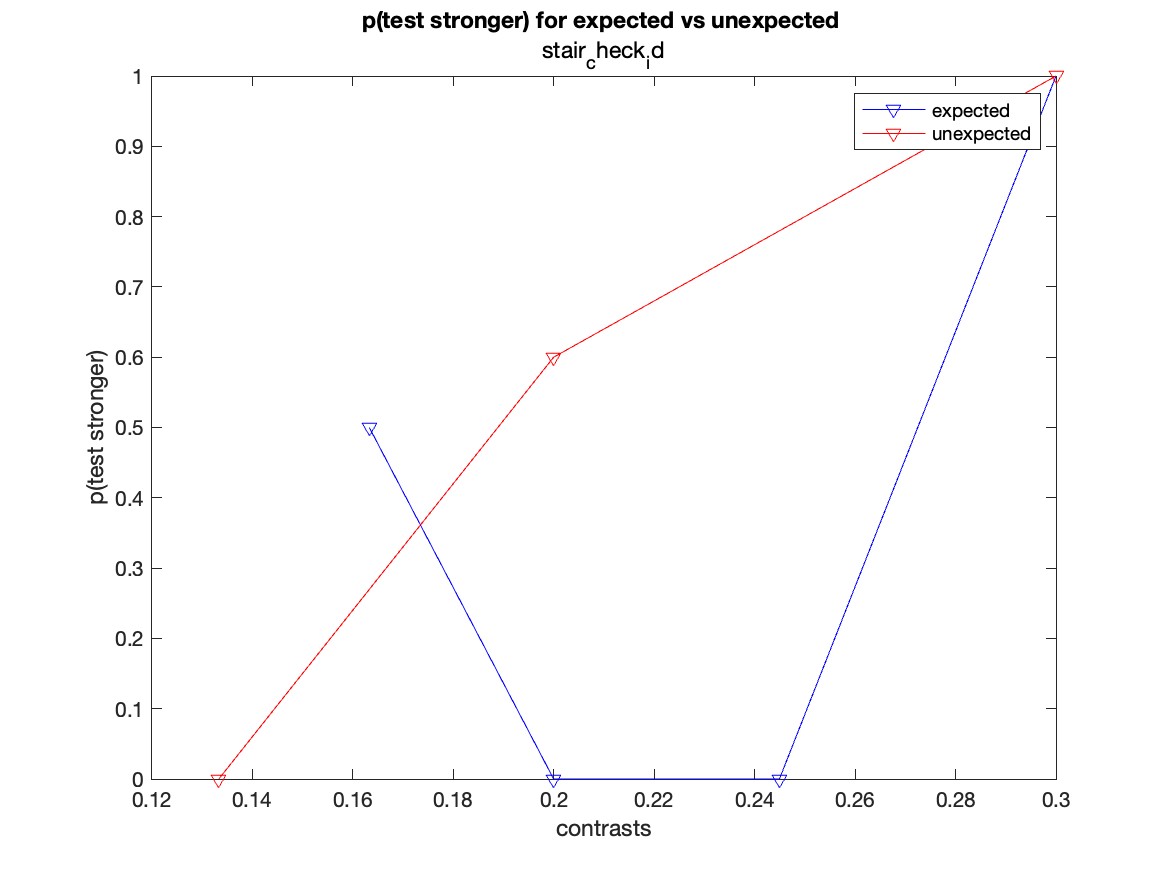 p(test stronger) for expected vs unexpected
stair_check_id
1
0.9
0.8
0.7
0.6
0.5
0.4
0.3
0.2
0.1
0
p(test stronger)
expected
unexpected
0.12 0.14 0.16 0.18 0.2 0.22 0.24 0.26 0.28 0.3
contrasts